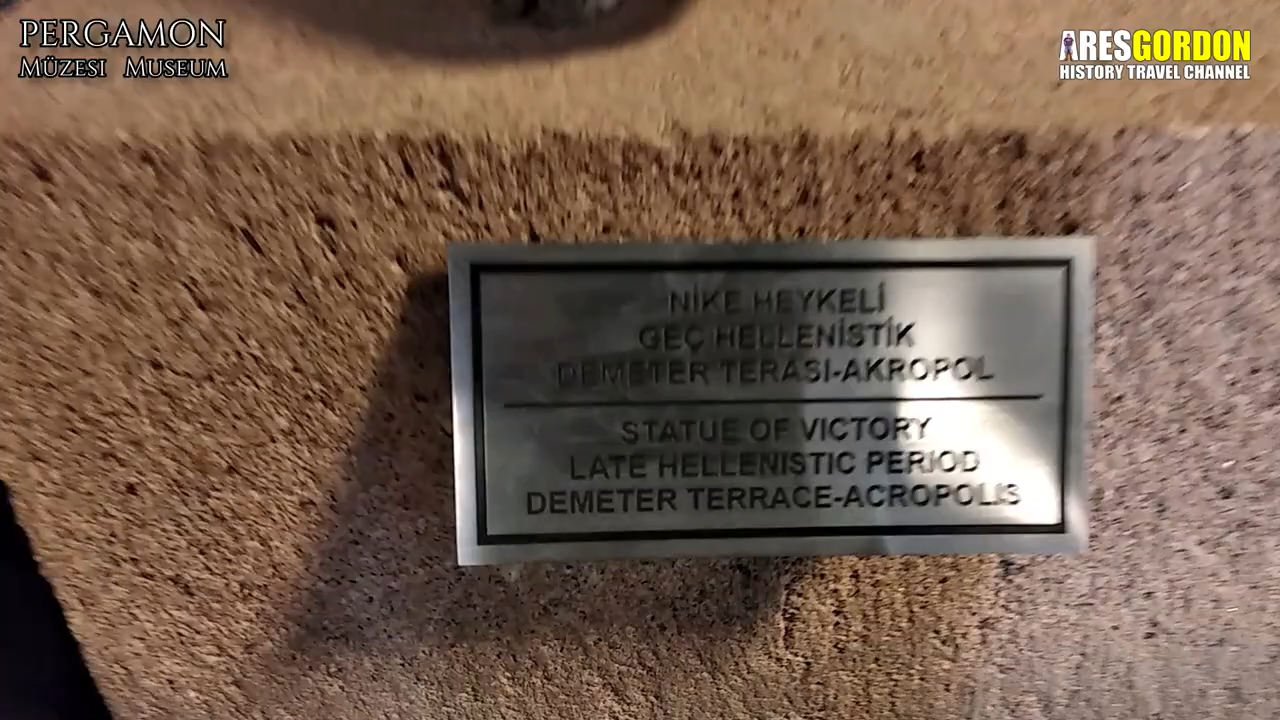 PERGAMON
MÜZESI MUSEUM
ARESGORDON
HISTORY TRAVEL CHANNEL
NİKE HEYKELİ
GEÇ HELLENİSTİK
DEMETER TERASI-AKROPOL
STATUE OF VICTORY
LATE HELLENISTIC PERIOD
DEMETER TERRACE-ACROPOLIS